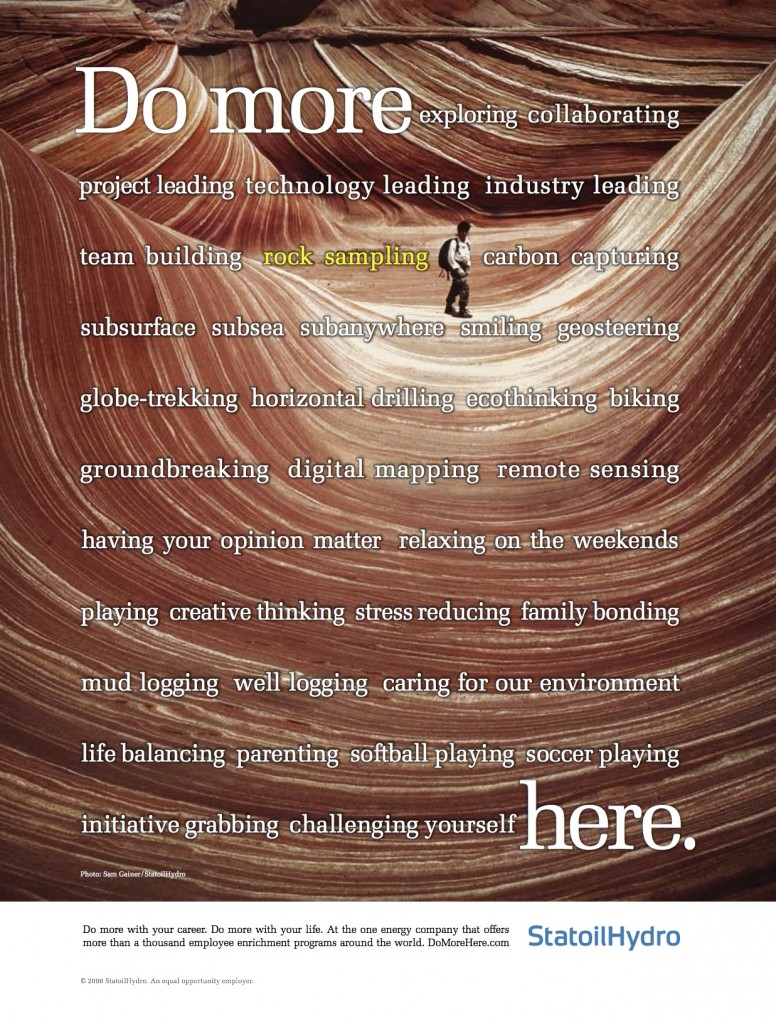 Do more exploring collaborating
project leading technology leading industry leading
team building rock sampling carbon capturing
subsurface subsea subanywhere smiling geosteering
globe-trekking horizontal drilling ecothinking biking
groundbreaking digital mapping remote sensing
having your opinion matter relaxing on the weekends
playing creative thinking stress reducing family bonding
mud logging well logging caring for our environment
life balancing parenting softball playing soccer playing
initiative grabbing challenging yourself here.
Photo: Sam Gainer/StatoilHydro
Do more with your career. Do more with your life. At the one energy company that offers
more than a thousand employee enrichment programs around the world. DoMoreHere.com
StatoilHydro
© 2008 StatoilHydro. An equal opportunity employer.